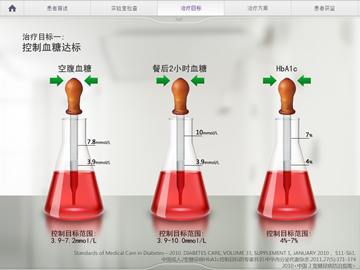 患者描述
实验室检查
治疗目标
治疗方案
患者获益
治疗目标一：
控制血糖达标
空腹血糖
餐后2小时血糖
HbA1c
7.8mmol/L
3.9mmol/L
10mmol/L
3.9mmol/L
7%
4%
控制目标范围：
3.9-7.2mmol/L
控制目标范围：
3.9-10.0mmol/L
控制目标范围：
4%-7%
Standards of Medical Care in Diabetes—2010. DIABETES CARE, VOLUME 33, SUPPLEMENT 1, JANUARY 2010, S11-S61.
中国成人2型糖尿病HbA1c控制目标的专家共识.中华内分泌代谢杂志.2011,27(5):371-374
2010中国2型糖尿病防治指南